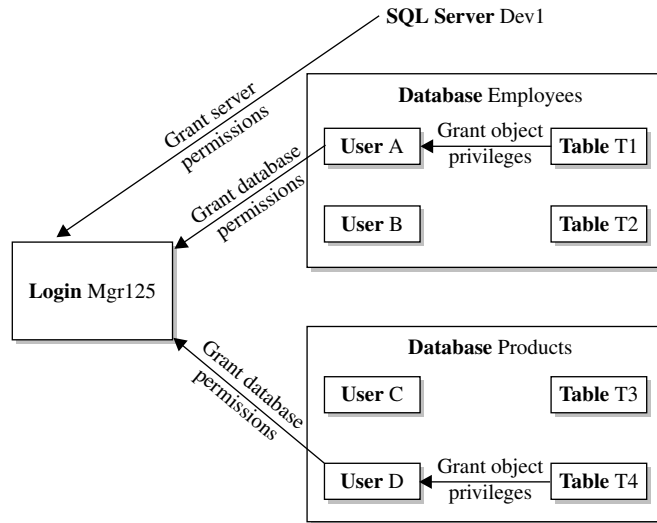 SQL Server Dev1
Grant server
permissions
Database Employees
User A
Grant object
privileges
Table T1
Grant database
permissions
User B
Table T2
Login Mgr125
Database Products
Grant database
permissions
User C
Table T3
User D
Grant object
privileges
Table T4